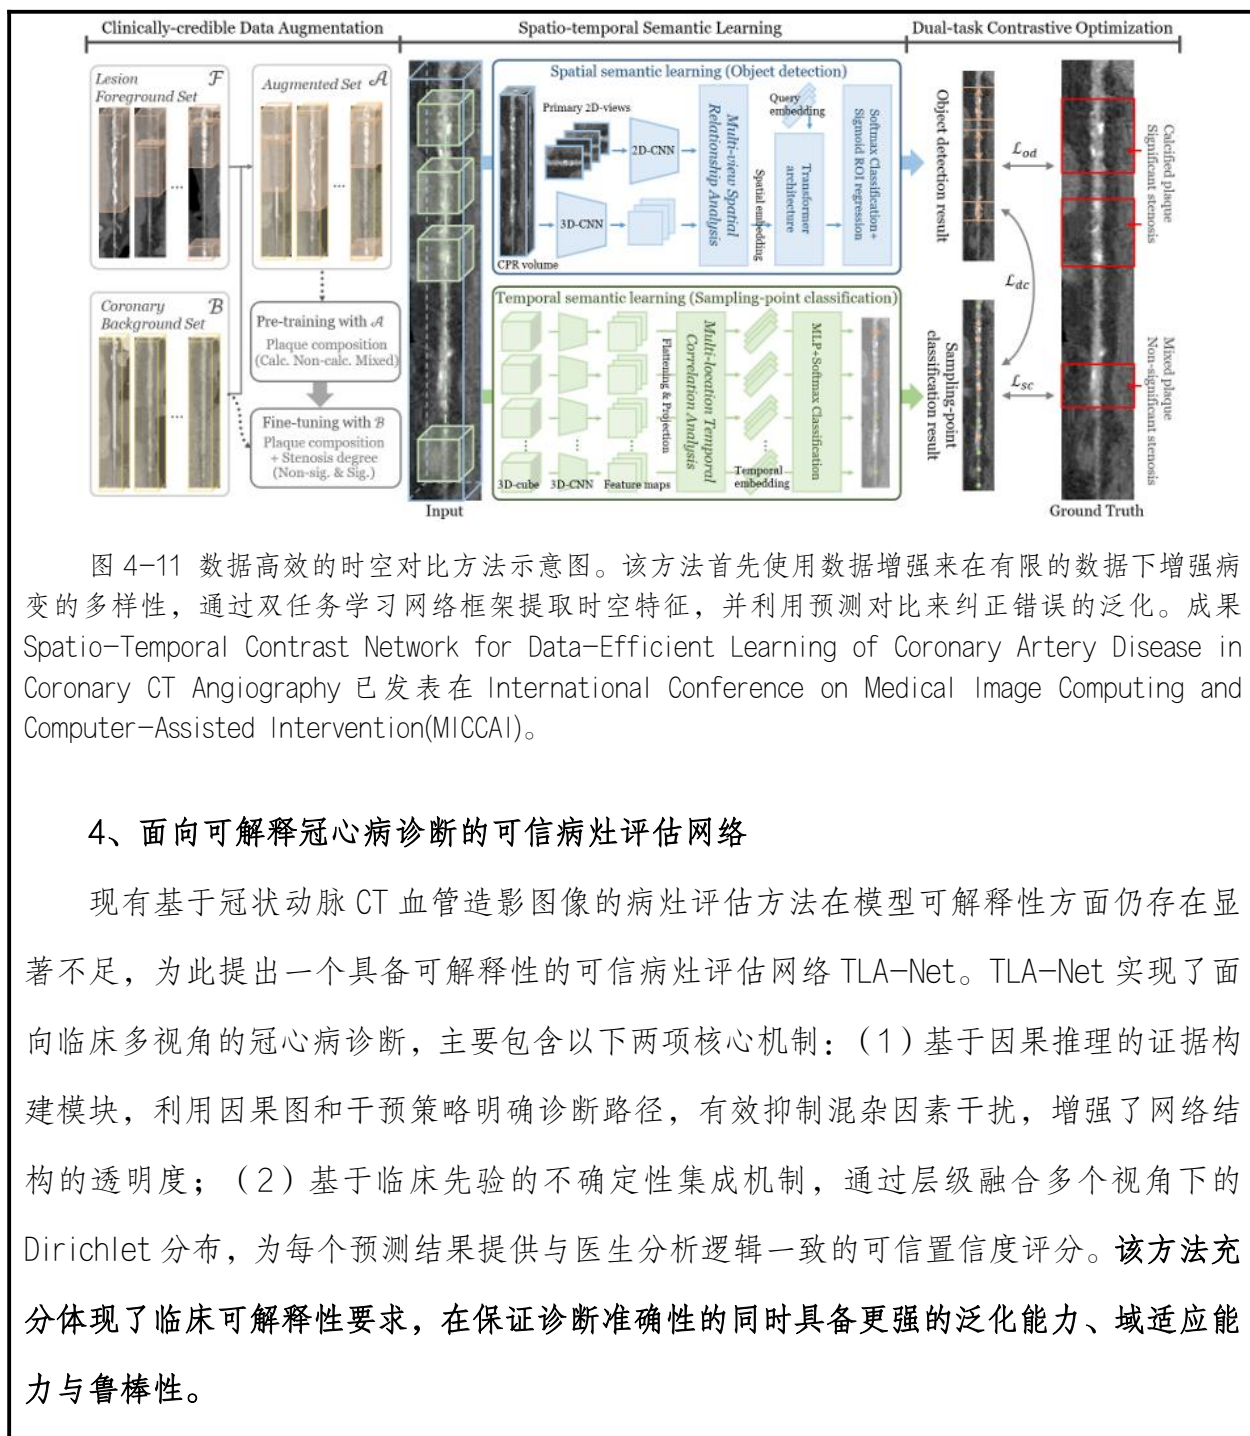 Clinically-credible Data Augmentation
Spatio-temporal Semantic Learning
Dual-task Contrastive Optimization
Lesion
Foreground Set
ℱ
Augmented Set 𝒜
...
...
Coronary
Background Set
ℬ
...
Pre-training with 𝒜
Plaque composition
(Calc. Non-calc. Mixed)
Fine-tuning with ℬ
Plaque composition
+ Stenosis degree
(Non-sig. & Sig.)
Input
Spatial semantic learning (Object detection)
Primary 2D-views
2D-CNN
3D-CNN
CPR volume
Multi-view Spatial
Relationship Analysis
Spatial embedding
Query
embedding
Transformer
architecture
Softmax Classification+
Sigmoid ROI regression
Temporal semantic learning (Sampling-point classification)
3D-cube
3D-CNN
Feature maps
Flattening & Projection
Multi-location Temporal
Correlation Analysis
Temporal
embedding
MLP+Softmax Classification
Object detection result
Sampling-point
classification result
ℒod
ℒdc
ℒsc
Calcified plaque
Significant stenosis
Mixed plaque
Non-significant stenosis
Ground Truth
图 4-11 数据高效的时空对比方法示意图。该方法首先使用数据增强来在有限的数据下增强病
变的多样性，通过双任务学习网络框架提取时空特征，并利用预测对比来纠正错误的泛化。成果
Spatio-Temporal Contrast Network for Data-Efficient Learning of Coronary Artery Disease in
Coronary CT Angiography 已发表在 International Conference on Medical Image Computing and
Computer-Assisted Intervention(MICCAI)。
4、面向可解释冠心病诊断的可信病灶评估网络
现有基于冠状动脉 CT 血管造影图像的病灶评估方法在模型可解释性方面仍存在显
著不足，为此提出一个具备可解释性的可信病灶评估网络 TLA-Net。TLA-Net 实现了面
向临床多视角的冠心病诊断，主要包含以下两项核心机制：（1）基于因果推理的证据构
建模块，利用因果图和干预策略明确诊断路径，有效抑制混杂因素干扰，增强了网络结
构的透明度；（2）基于临床先验的不确定性集成机制，通过层级融合多个视角下的
Dirichlet 分布，为每个预测结果提供与医生分析逻辑一致的可信置信度评分。该方法充
分体现了临床可解释性要求，在保证诊断准确性的同时具备更强的泛化能力、域适应能
力与鲁棒性。